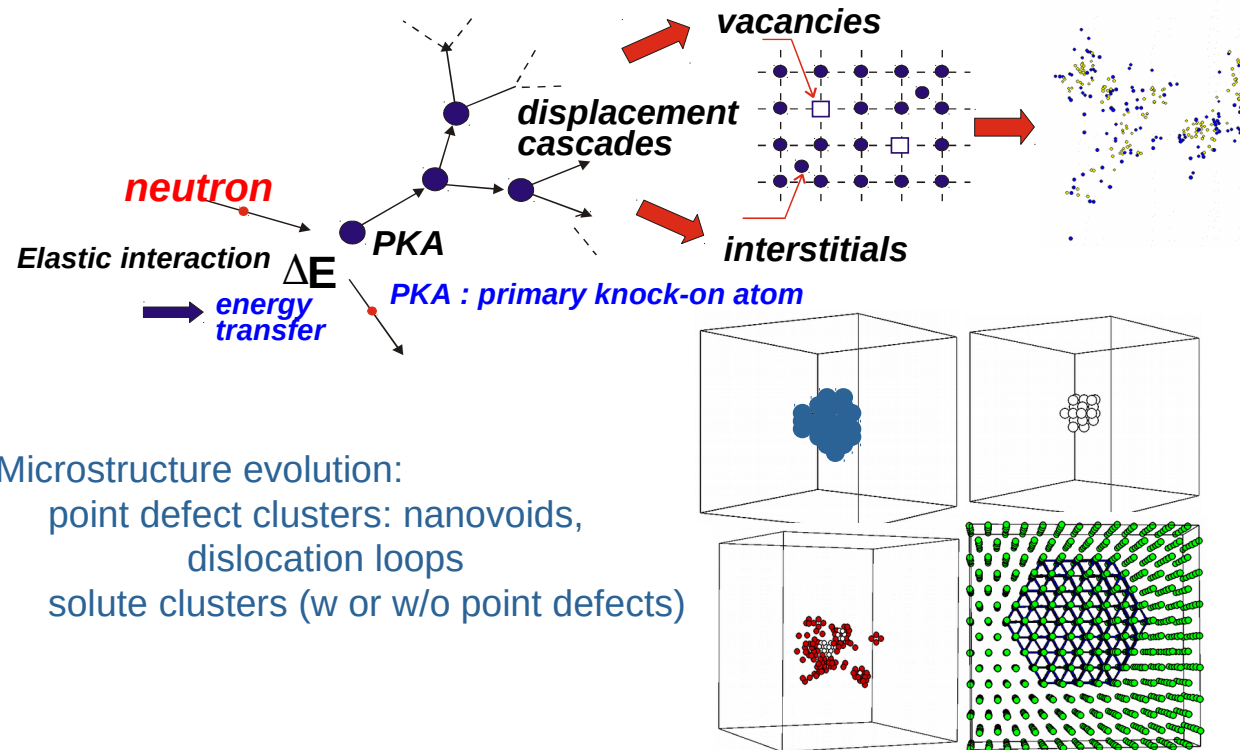 vacancies
displacement
cascades
neutron
PKA
interstitials
Elastic interaction
ΔE
energy
transfer
PKA : primary knock-on atom
Microstructure evolution:
point defect clusters: nanovoids,
dislocation loops
solute clusters (w or w/o point defects)